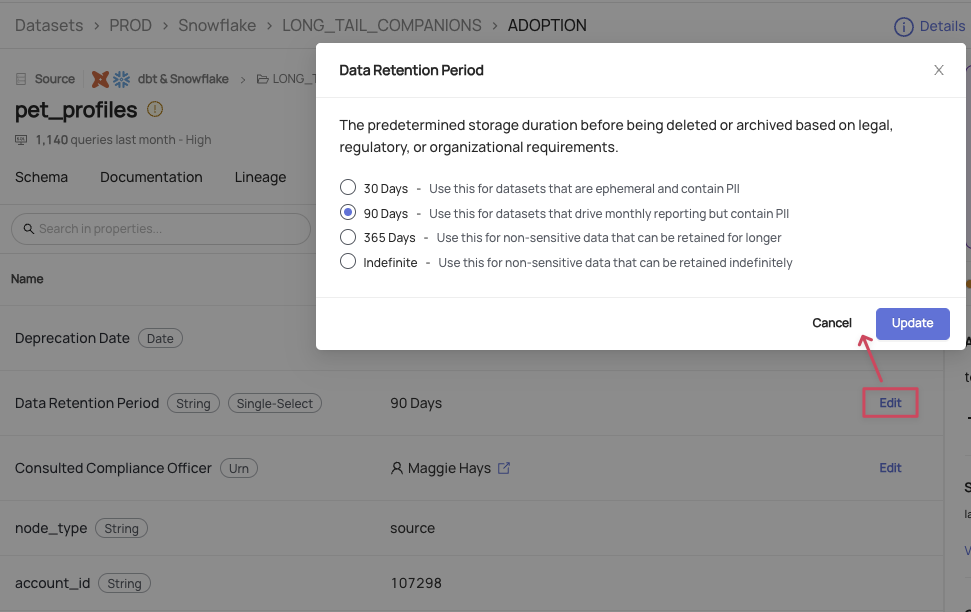 Datasets > PROD > Snowflake > LONG_TAIL_COMPANIONS > ADOPTION
Details
Source
dbt & Snowflake > LONG_T
pet_profiles
1,140 queries last month - High
Schema Documentation Lineage
Search in properties...
Data Retention Period
X
The predetermined storage duration before being deleted or archived based on legal,
regulatory, or organizational requirements.
30 Days - Use this for datasets that are ephemeral and contain PII
90 Days - Use this for datasets that drive monthly reporting but contain PII
365 Days - Use this for non-sensitive data that can be retained for longer
Indefinite - Use this for non-sensitive data that can be retained indefinitely
Cancel Update
Name
Deprecation Date Date
Data Retention Period String Single-Select 90 Days Edit
Consulted Compliance Officer Urn Maggie Hays Edit
node_type String source
account_id String 107298